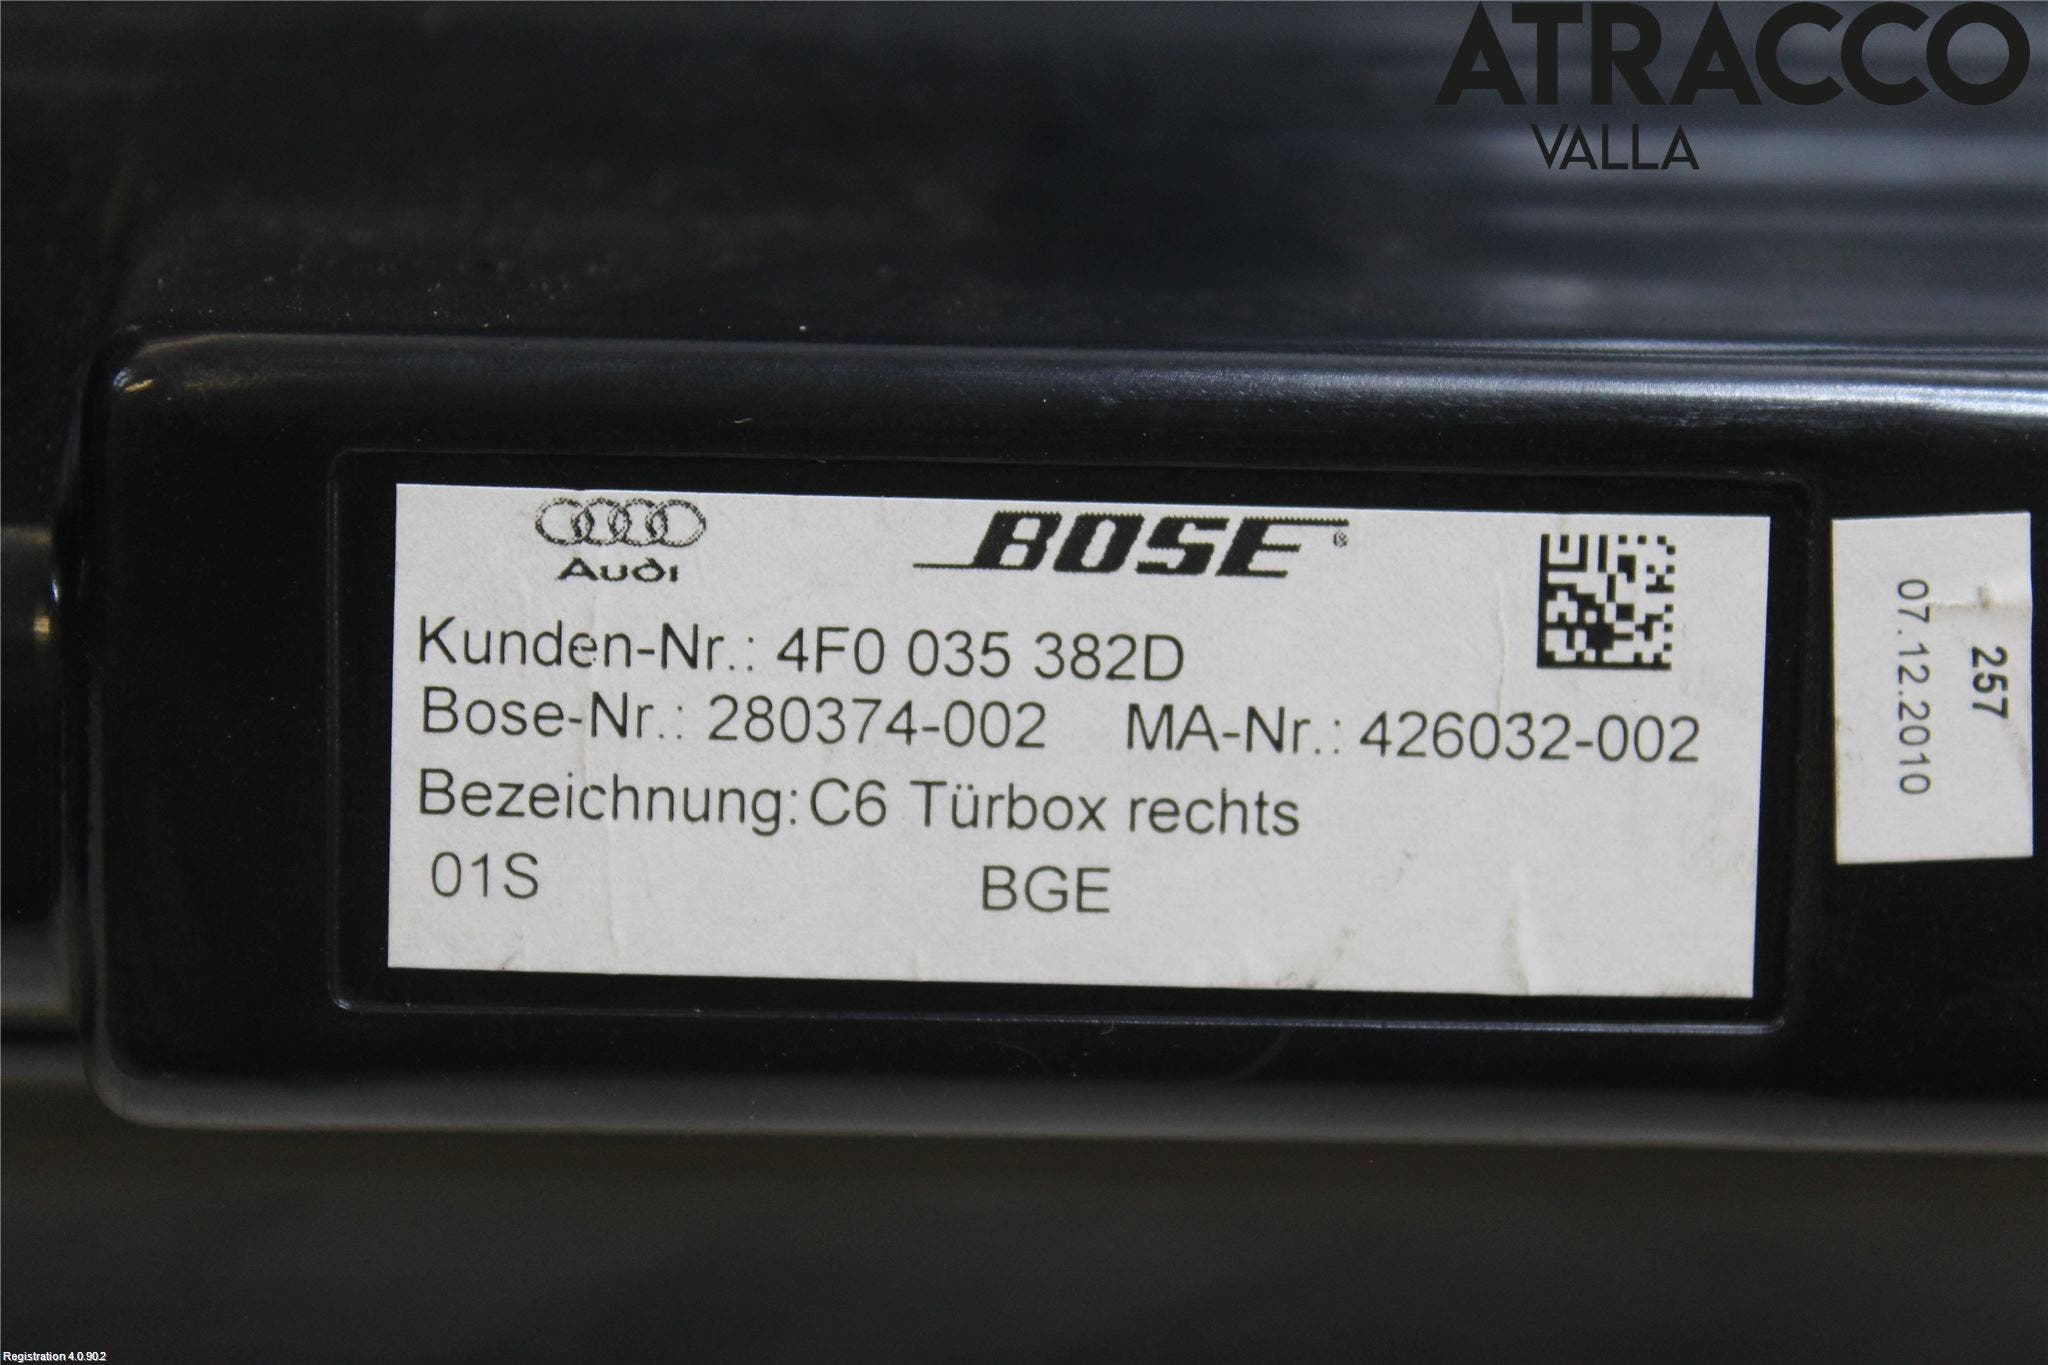 ATRACCO
VALLA
Audi
BOSE®
Kunden-Nr.: 4F0 035 382D
Bose-Nr.: 280374-002 MA-Nr.: 426032-002
Bezeichnung: C6 Türbox rechts
01S BGE
257
07.12.2010
Registration 4.0.90.2